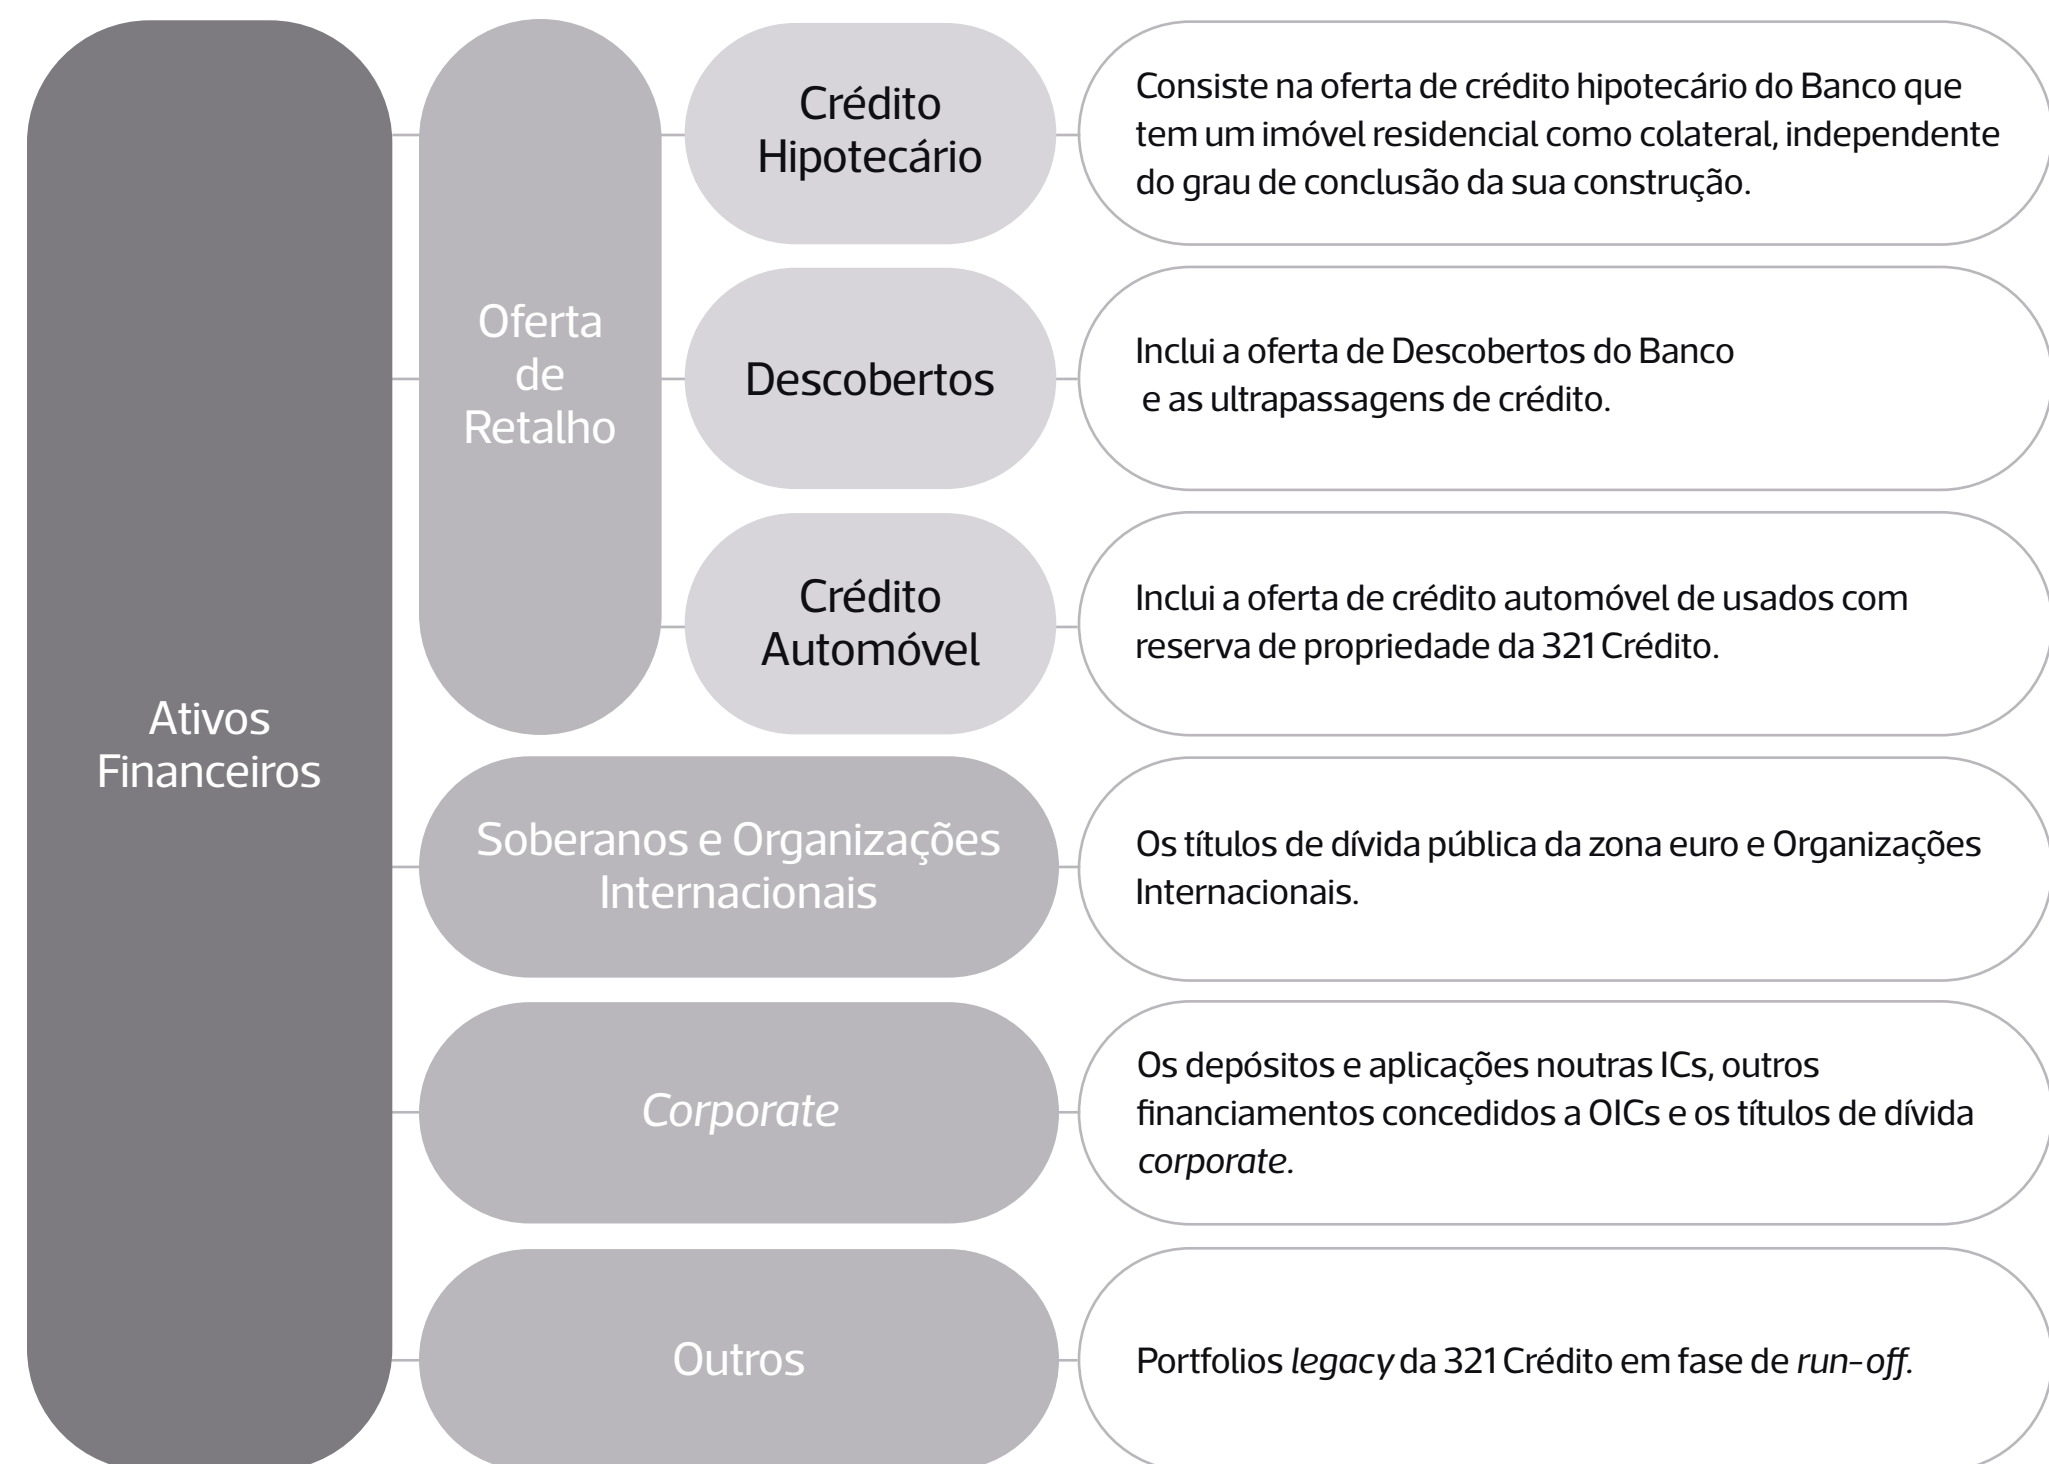 Ativos
Financeiros
Oferta
de
Retalho
Crédito
Hipotecário
Consiste na oferta de crédito hipotecário do Banco que
tem um imóvel residencial como colateral, independente
do grau de conclusão da sua construção.
Descobertos
Inclui a oferta de Descobertos do Banco
e as ultrapassagens de crédito.
Crédito
Automóvel
Inclui a oferta de crédito automóvel de usados com
reserva de propriedade da 321 Crédito.
Soberanos e Organizações
Internacionais
Os títulos de dívida pública da zona euro e Organizações
Internacionais.
Corporate
Os depósitos e aplicações noutras ICs, outros
financiamentos concedidos a OICs e os títulos de dívida
corporate.
Outros
Portfolios legacy da 321 Crédito em fase de run-off.